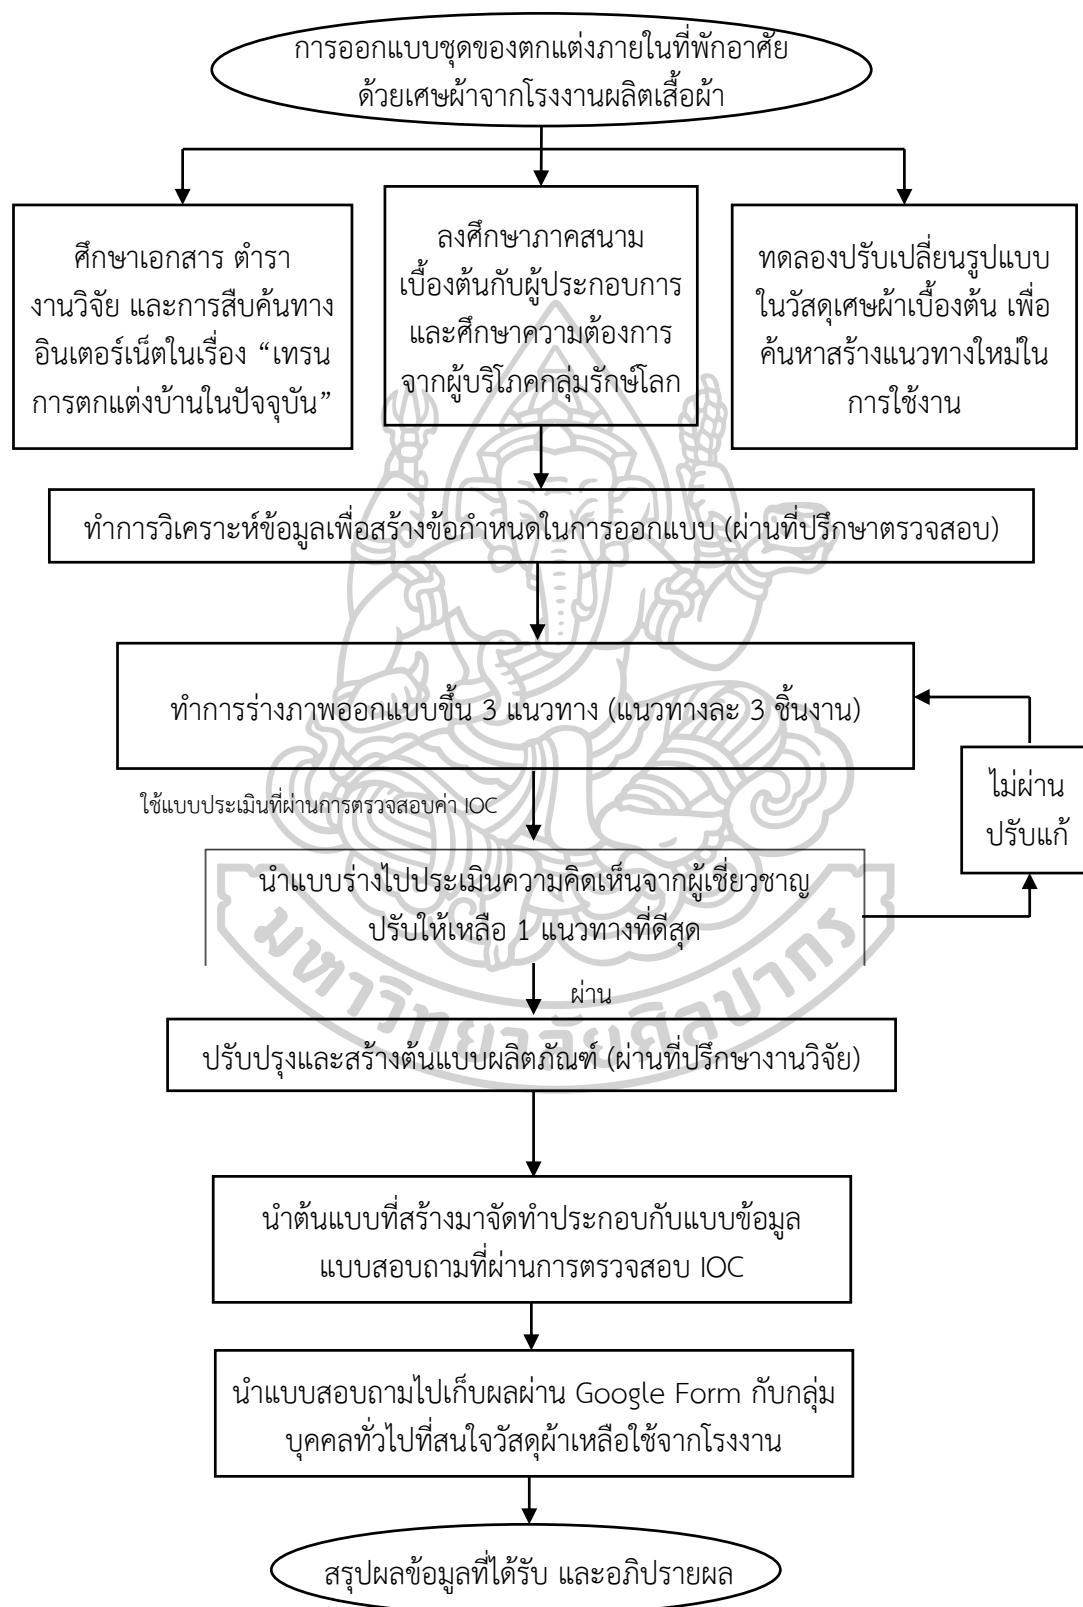 การออกแบบชุดของตกแต่งภายในที่พักอาศัย
ด้วยเศษผ้าจากโรงงานผลิตเสื้อผ้า
ศึกษาเอกสาร ตำรา
งานวิจัย และการสืบค้นทาง
อินเตอร์เน็ตในเรื่อง “เทรน
การตกแต่งบ้านในปัจจุบัน”
ลงศึกษาภาคสนาม
เบื้องต้นกับผู้ประกอบการ
และศึกษาความต้องการ
จากผู้บริโภคกลุ่มรักษ์โลก
ทดลองปรับเปลี่ยนรูปแบบ
ในวัสดุเศษผ้าเบื้องต้น เพื่อ
ค้นหาสร้างแนวทางใหม่ใน
การใช้งาน
ทำการวิเคราะห์ข้อมูลเพื่อสร้างข้อกำหนดในการออกแบบ (ผ่านที่ปรึกษาตรวจสอบ)
ทำการร่างภาพออกแบบขึ้น 3 แนวทาง (แนวทางละ 3 ชิ้นงาน)
ไม่ผ่าน
ปรับแก้
ใช้แบบประเมินที่ผ่านการตรวจสอบค่า IOC
นำแบบร่างไปประเมินความคิดเห็นจากผู้เชี่ยวชาญ
ปรับให้เหลือ 1 แนวทางที่ดีสุด
ผ่าน
มหาวิทยาลัยศิลปากร
ปรับปรุงและสร้างต้นแบบผลิตภัณฑ์ (ผ่านที่ปรึกษางานวิจัย)
นำต้นแบบที่สร้างมาจัดทำประกอบกับแบบข้อมูล
แบบสอบถามที่ผ่านการตรวจสอบ IOC
นำแบบสอบถามไปเก็บผลผ่าน Google Form กับกลุ่ม
บุคคลทั่วไปที่สนใจวัสดุผ้าเหลือใช้จากโรงงาน
สรุปผลข้อมูลที่ได้รับ และอภิปรายผล